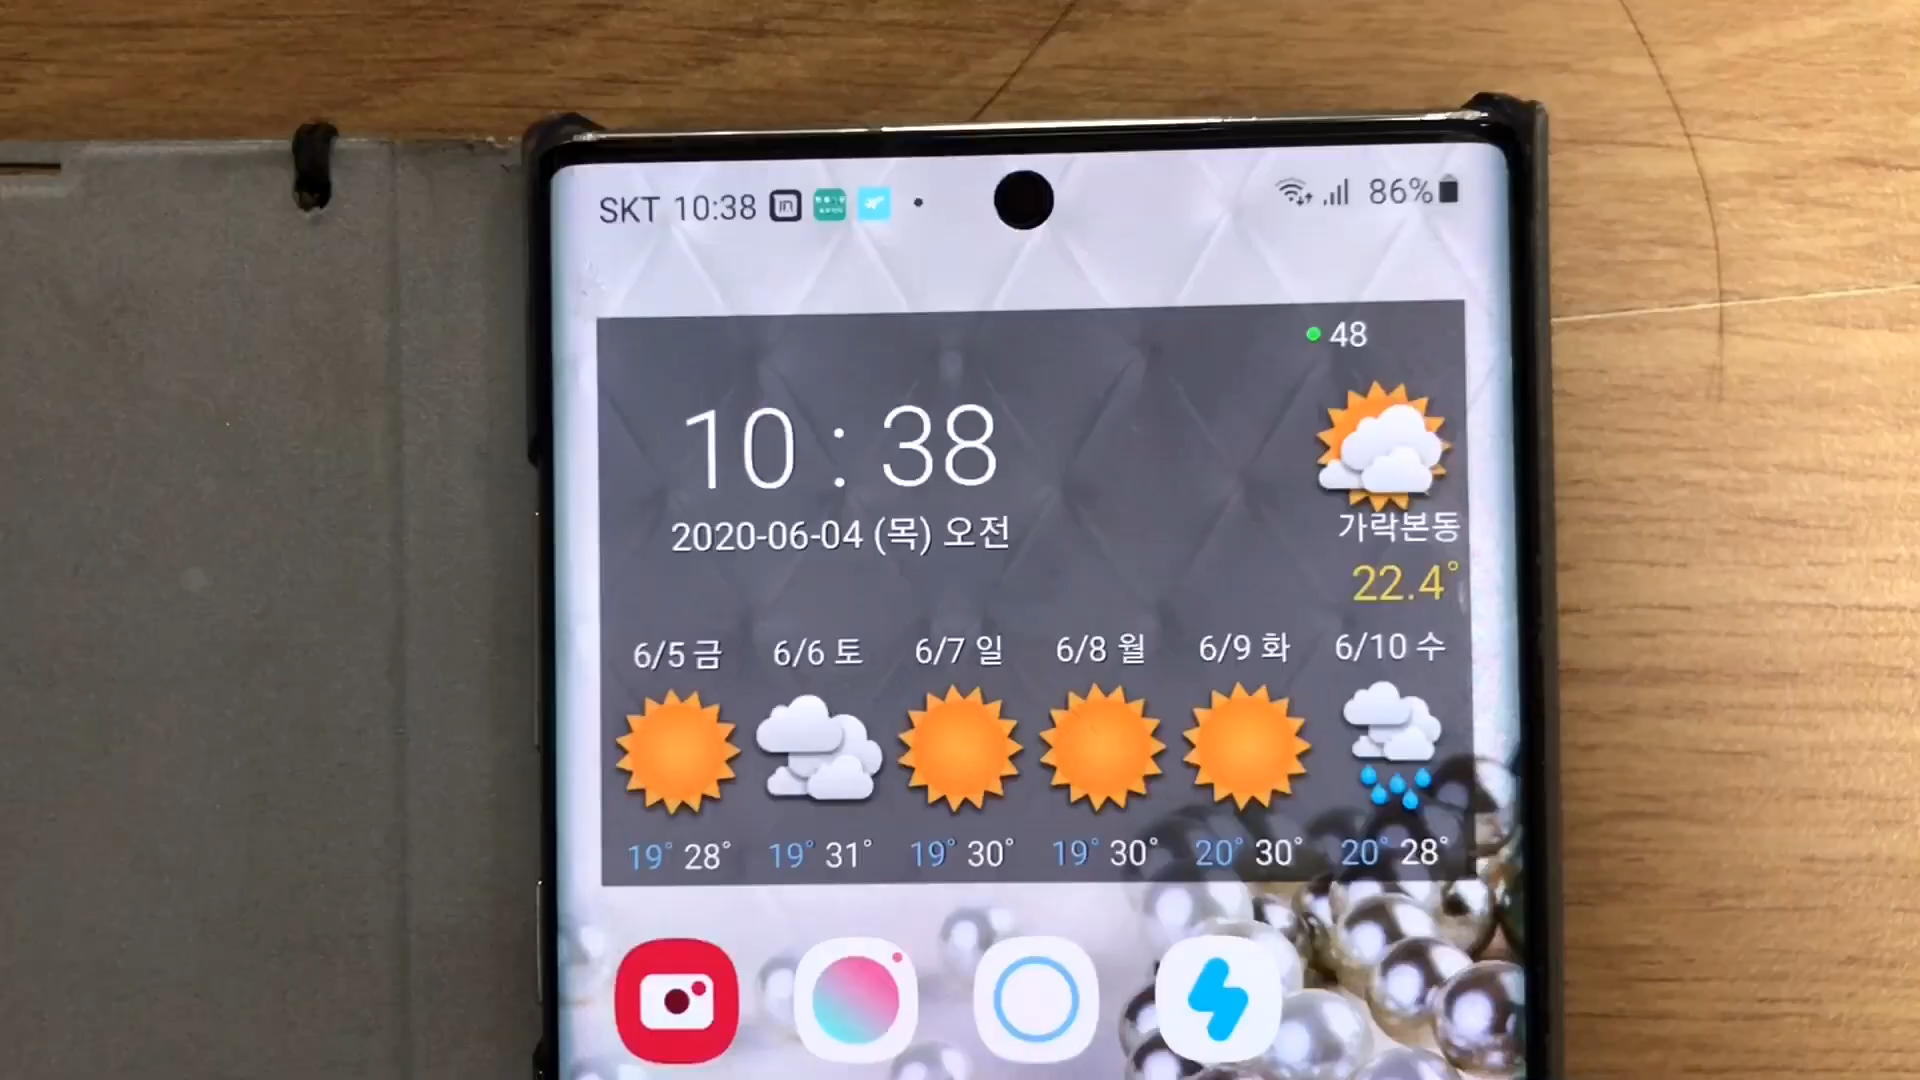 SKT 10:38 in 86%
48
10 : 38
2020-06-04 (목) 오전
가락본동
22.4°
6/5 금 6/6 토 6/7 일 6/8 월 6/9 화 6/10 수
19° 28° 19° 31° 19° 30° 19° 30° 20° 30° 20° 28°